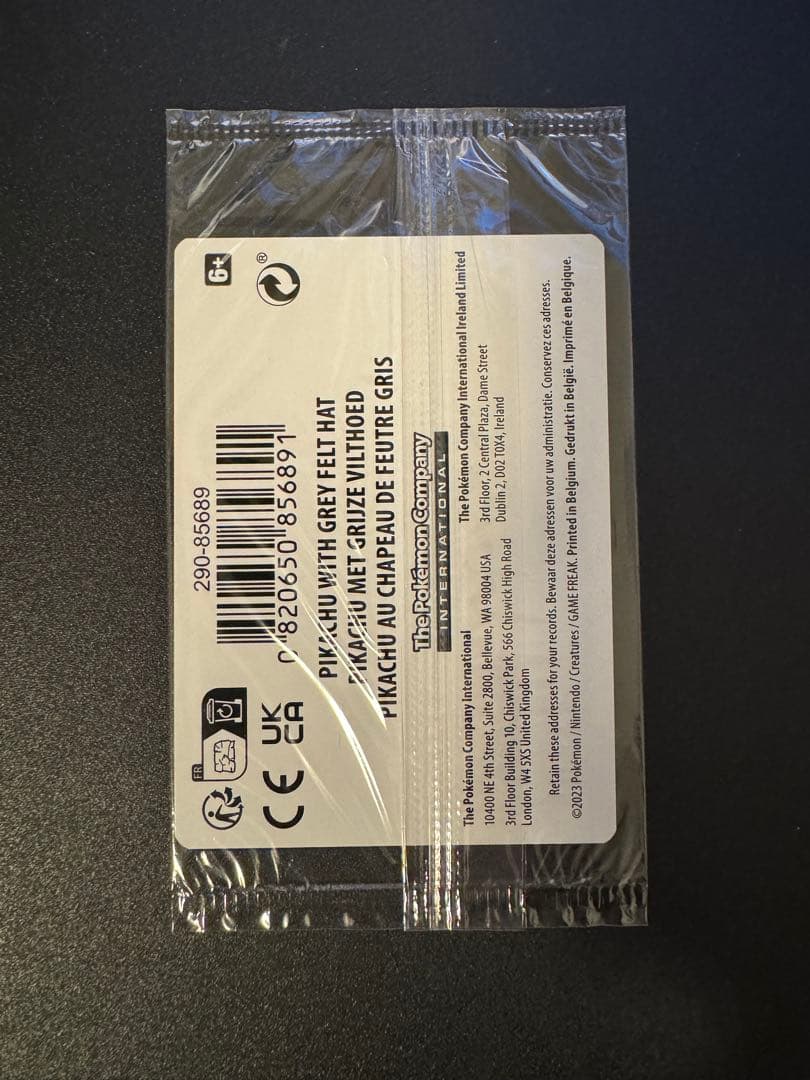 6+
®
290-85689
0 820650 856891
FR
CE
UK
CA
PIKACHU WITH GREY FELT HAT
PIKACHU MET GRIJZE VILTHOED
PIKACHU AU CHAPEAU DE FEUTRE GRIS
The Pokémon Company
INTERNATIONAL
The Pokémon Company International
10400 NE 4th Street, Suite 2800, Bellevue, WA 98004 USA
3rd Floor Building 10, Chiswick Park, 566 Chiswick High Road
London, W4 5XS United Kingdom
The Pokémon Company International Ireland Limited
3rd Floor, 2 Central Plaza, Dame Street
Dublin 2, D02 T0X4, Ireland
Retain these addresses for your records. Bewaar deze adressen voor uw administratie. Conservez ces adresses.
©2023 Pokémon / Nintendo / Creatures / GAME FREAK. Printed in Belgium. Gedrukt in België. Imprimé en Belgique.